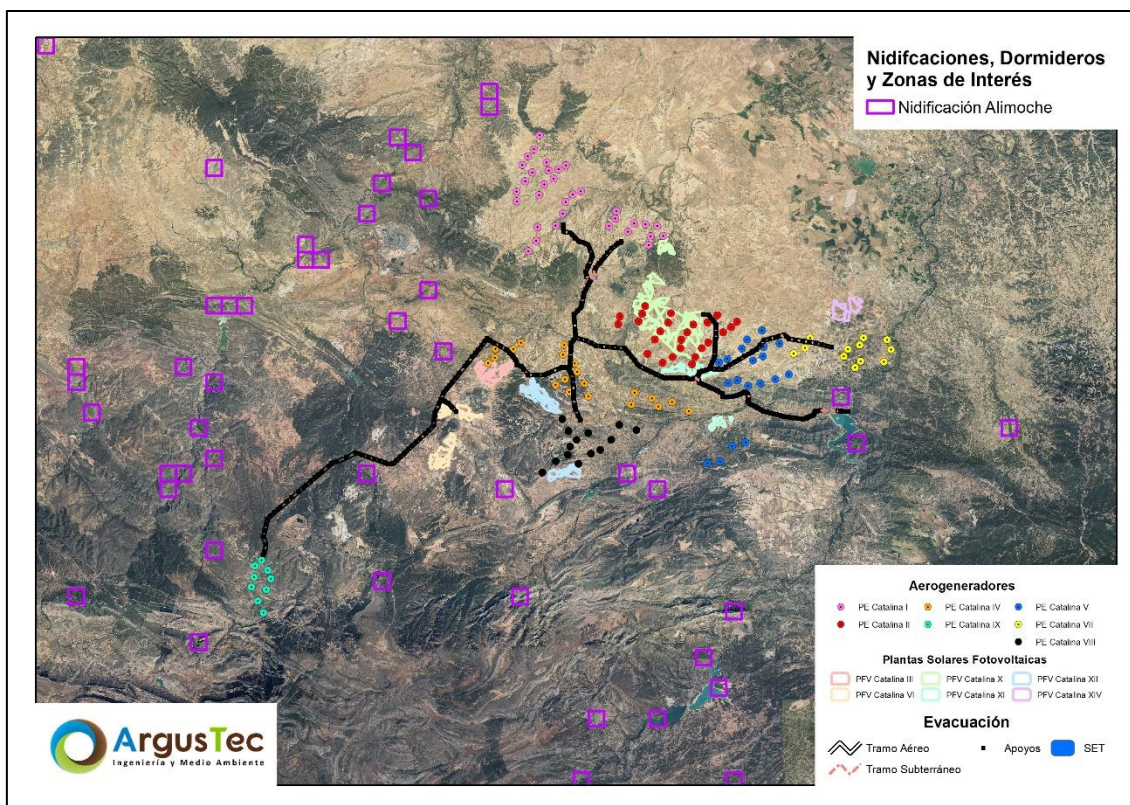 Nidifcaciones, Dormideros
y Zonas de Interés
Nidificación Alimoche
Aerogeneradores
PE Catalina I
PE Catalina IV
PE Catalina V
PE Catalina II
PE Catalina IX
PE Catalina VII
PE Catalina VIII
Plantas Solares Fotovoltaicas
PFV Catalina III
PFV Catalina X
PFV Catalina XII
PFV Catalina VI
PFV Catalina XI
PFV Catalina XIV
Evacuación
Tramo Aéreo
Apoyos
SET
Tramo Subterráneo
ArgusTec
Ingeniería y Medio Ambiente